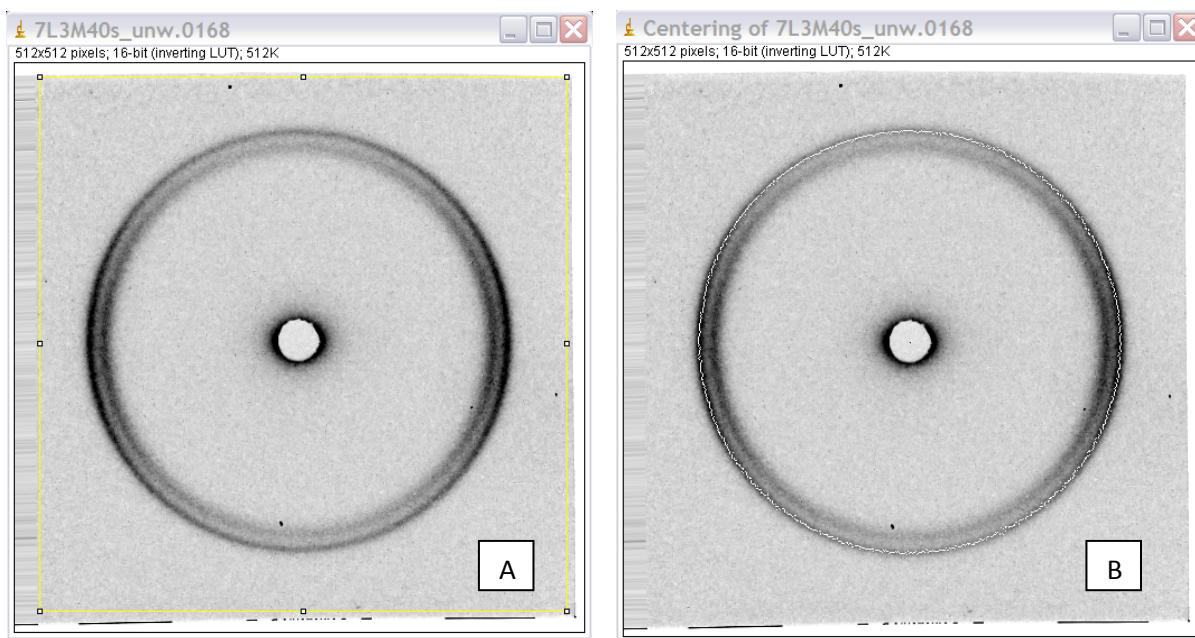 7L3M40s_unw.0168
512x512 pixels; 16-bit (inverting LUT); 512K
A
Centering of 7L3M40s_unw.0168
512x512 pixels; 16-bit (inverting LUT); 512K
B